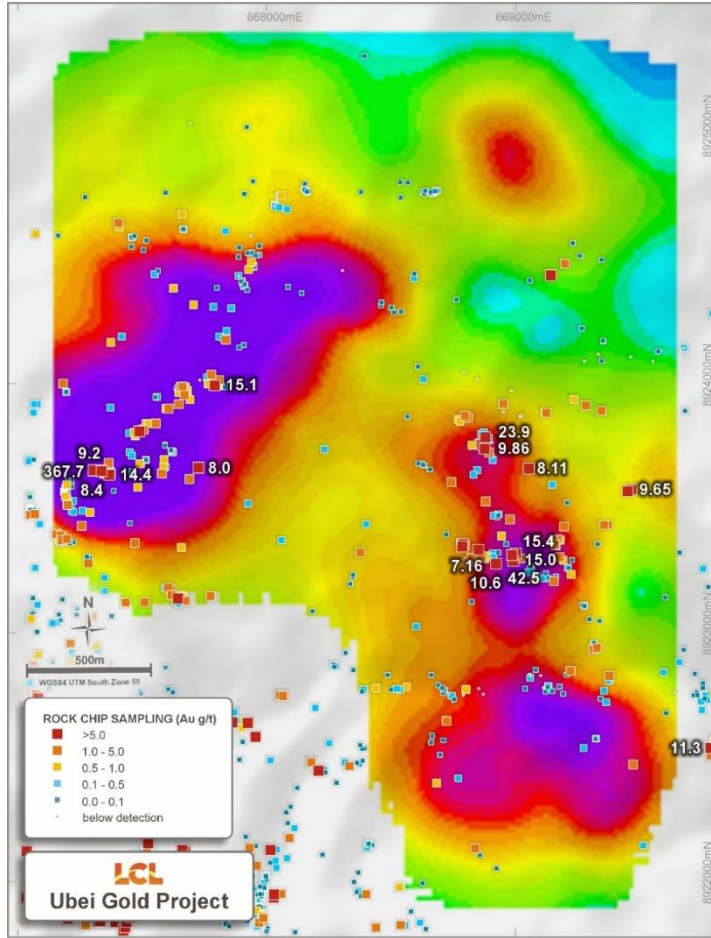 668000mE
669000mE
8925000mN
15.1
8924000mN
23.9
9.86
9.2
367.7
14.4
8.0
8.11
8.4
9.65
15.4
7.16
15.0
10.6
42.5
N
8923000mN
500m
WGS84 UTM South Zone 55
ROCK CHIP SAMPLING (Au g/t)
>5.0
1.0 - 5.0
0.5 - 1.0
0.1 - 0.5
0.0 - 0.1
below detection
11.3
LCL
Ubei Gold Project
8922000mN